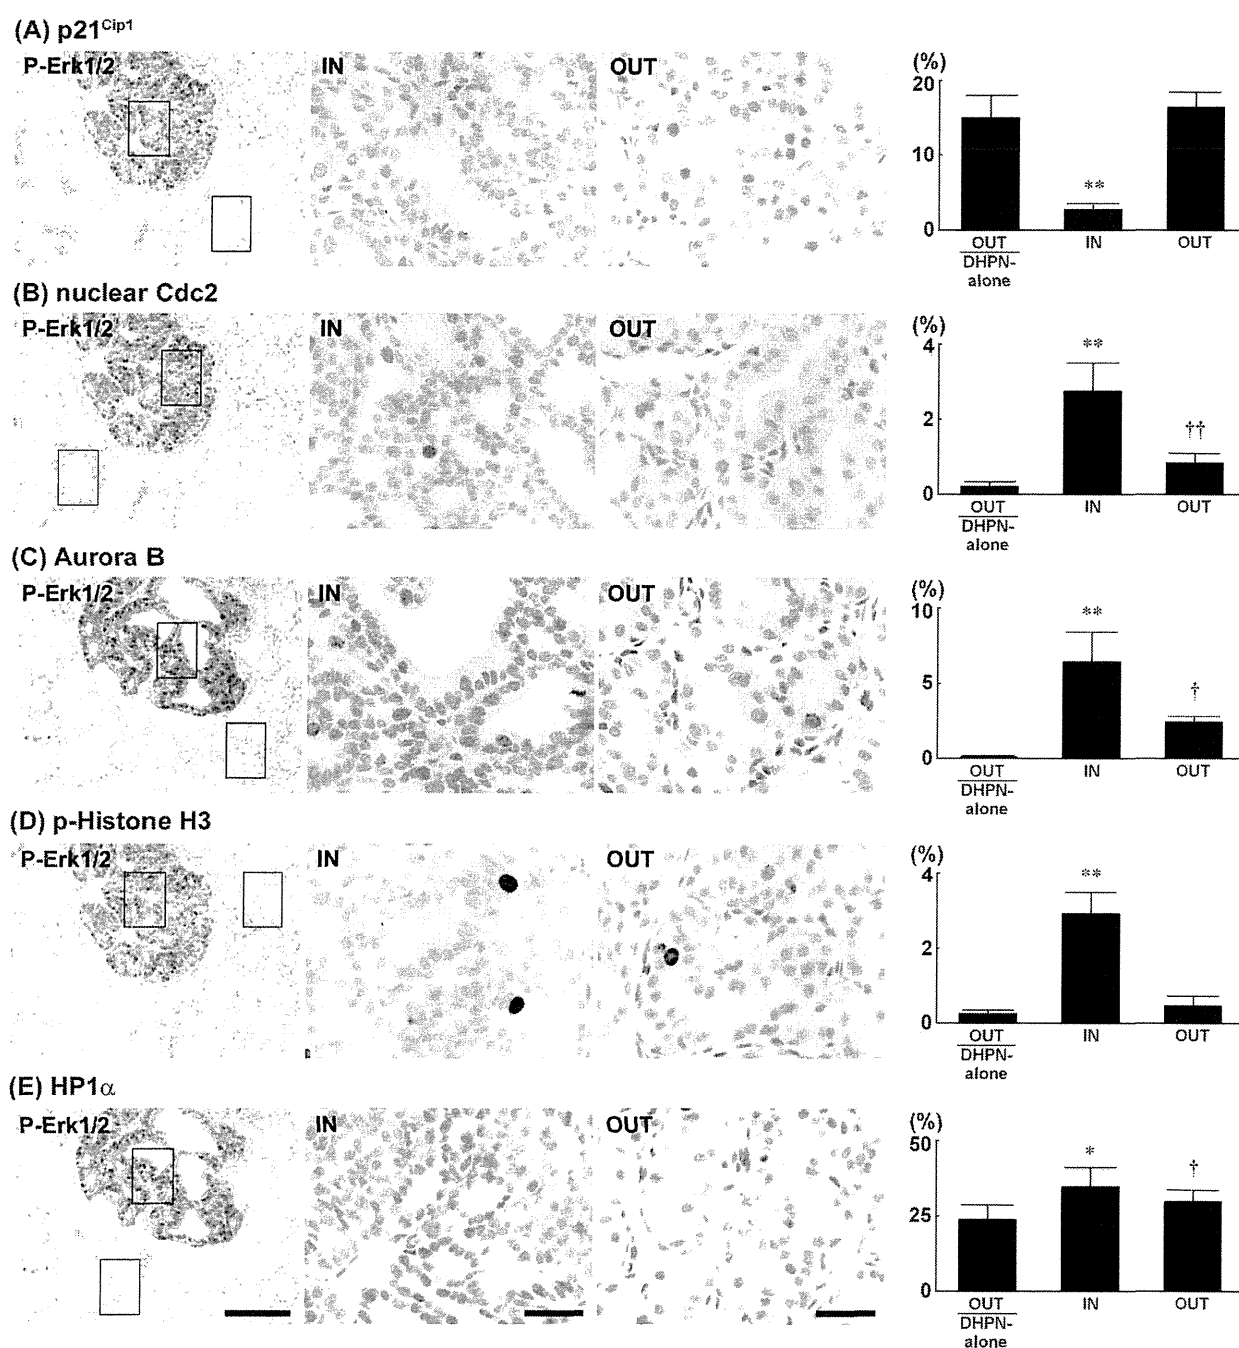 (A) p21Cip1
P-Erk1/2
IN
OUT
(%)
20
10
0
**
OUT
DHPN-
alone
IN
OUT
(B) nuclear Cdc2
P-Erk1/2
IN
OUT
(%)
4
2
0
**
††
OUT
DHPN-
alone
IN
OUT
(C) Aurora B
P-Erk1/2
IN
OUT
(%)
10
5
0
**
†
OUT
DHPN-
alone
IN
OUT
(D) p-Histone H3
P-Erk1/2
IN
OUT
(%)
4
2
0
**
OUT
DHPN-
alone
IN
OUT
(E) HP1α
P-Erk1/2
IN
OUT
(%)
50
25
0
*
†
OUT
DHPN-
alone
IN
OUT